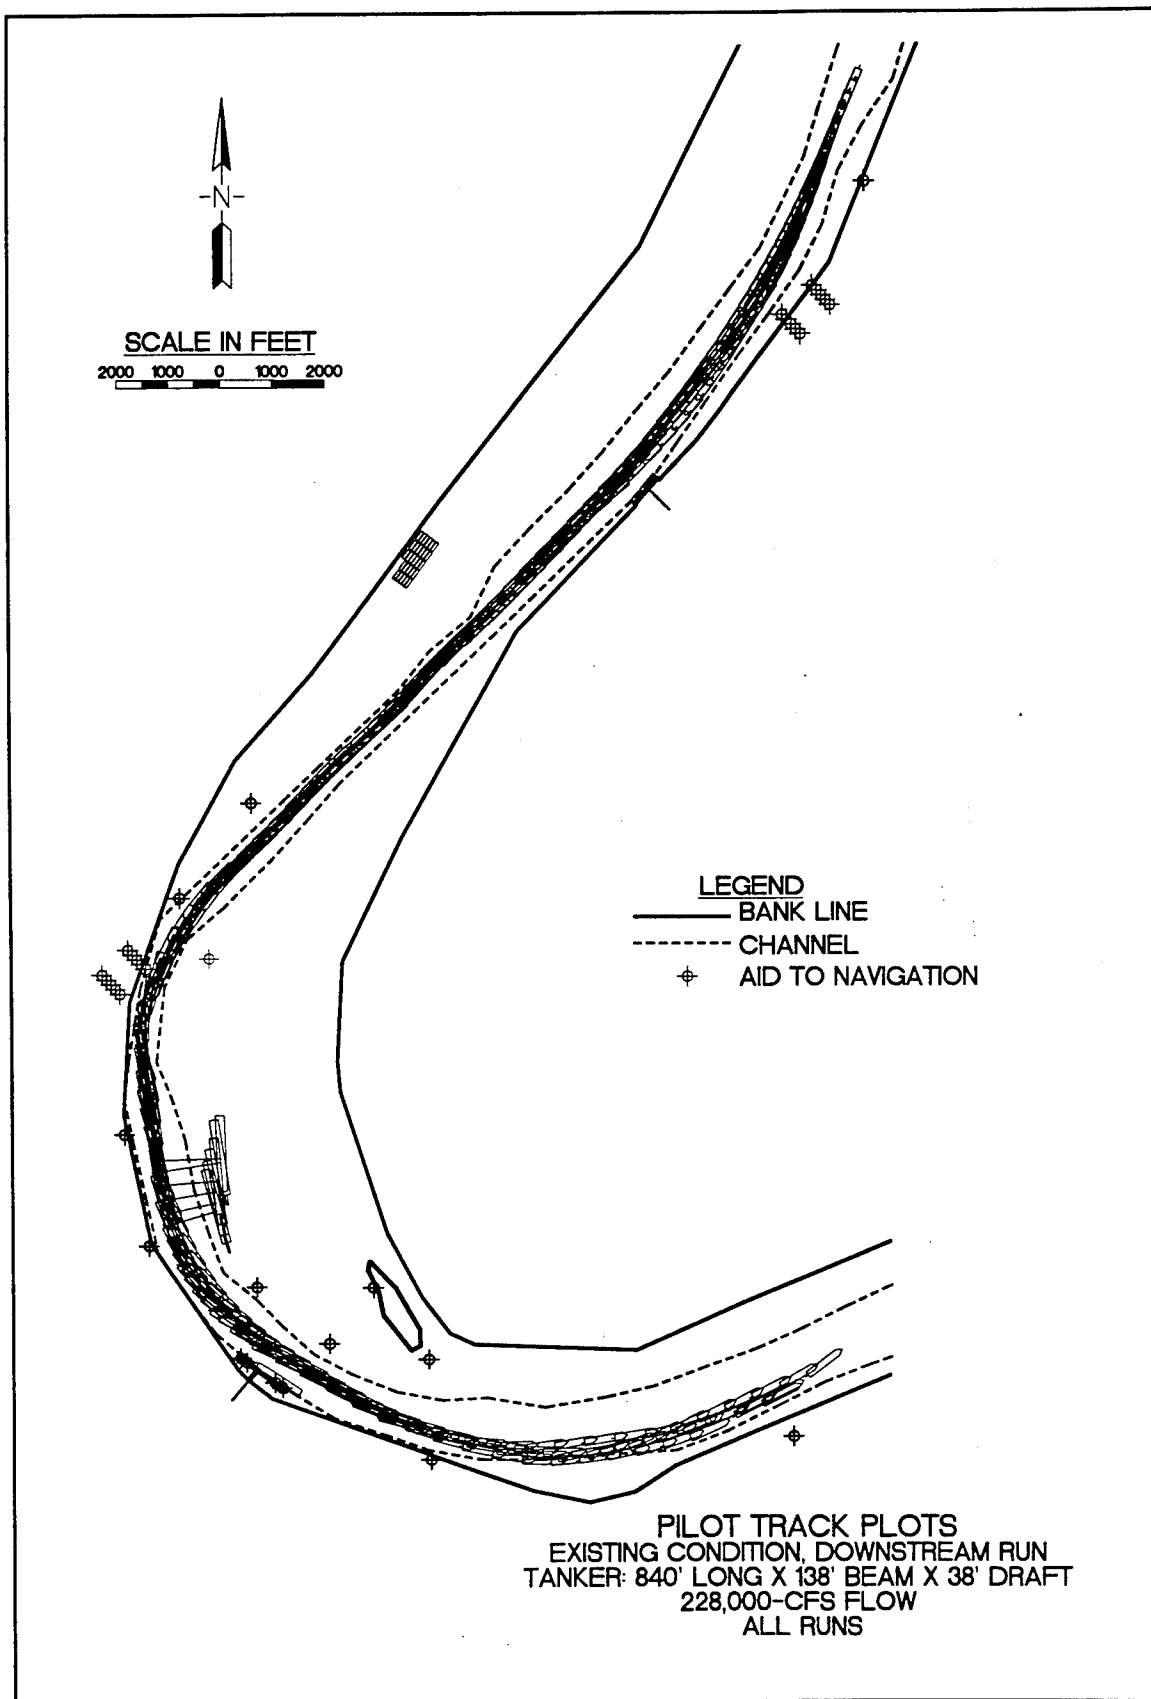 N
SCALE IN FEET
2000 1000 0 1000 2000
LEGEND
BANK LINE
CHANNEL
AID TO NAVIGATION
PILOT TRACK PLOTS
EXISTING CONDITION, DOWNSTREAM RUN
TANKER: 840' LONG X 138' BEAM X 38' DRAFT
228,000-CFS FLOW
ALL RUNS